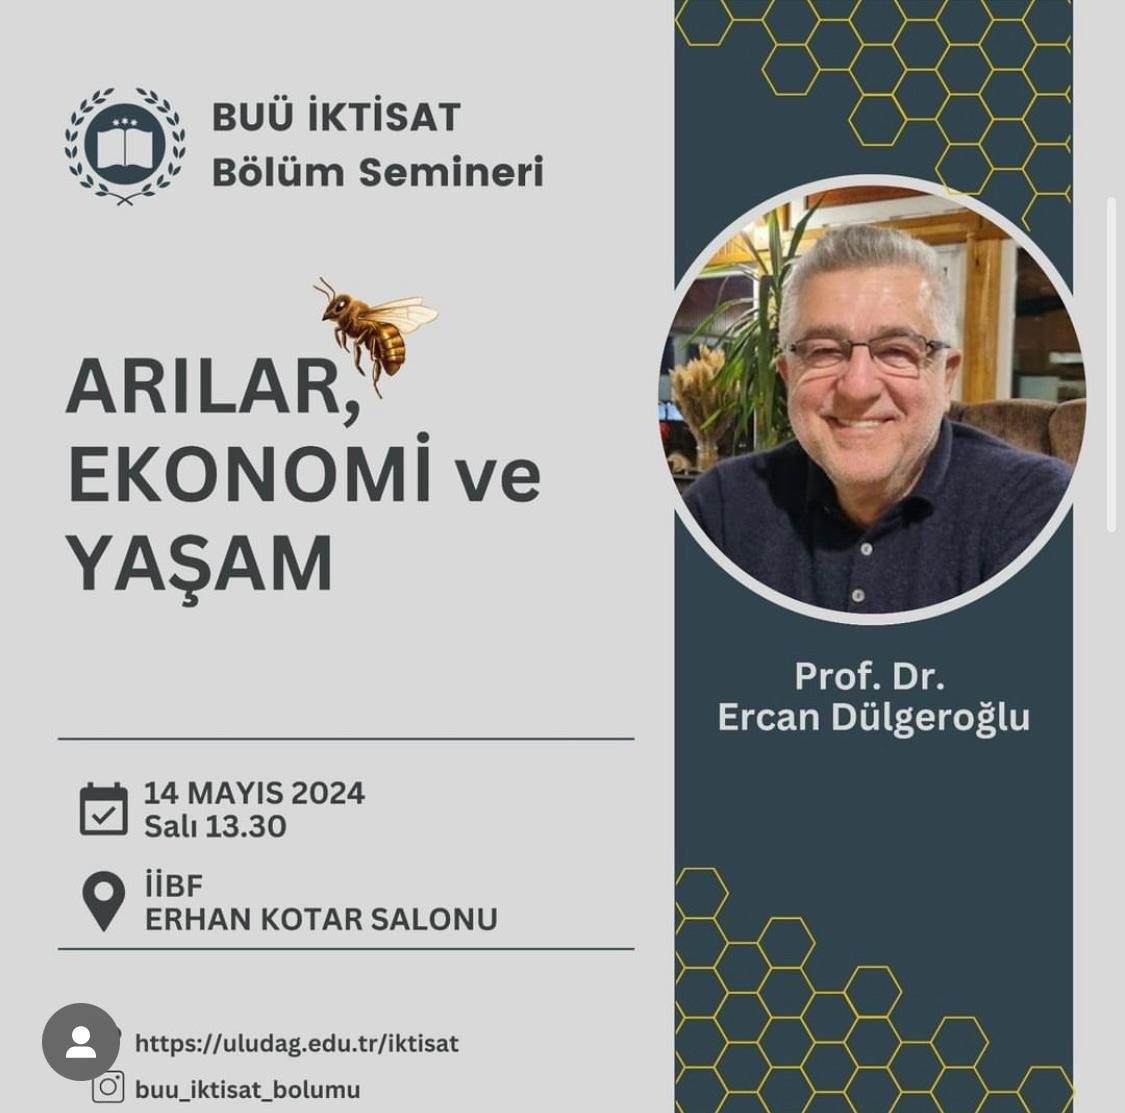 BUÜ İKTİSAT
Bölüm Semineri
ARILAR,
EKONOMİ ve
YAŞAM
Prof. Dr.
Ercan Dülgeroğlu
14 MAYIS 2024
Salı 13.30
İİBF
ERHAN KOTAR SALONU
https://uludag.edu.tr/iktisat
buu_iktisat_bolumu